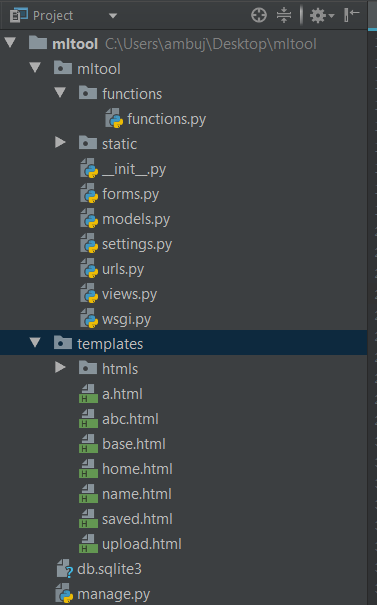 Project
mltool C:\Users\ambuj\Desktop\mltool
mltool
functions
functions.py
static
__init__.py
forms.py
models.py
settings.py
urls.py
views.py
wsgi.py
templates
htmls
a.html
abc.html
base.html
home.html
name.html
saved.html
upload.html
db.sqlite3
manage.py